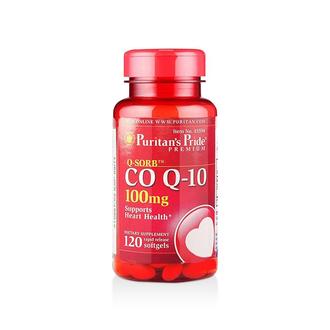 ONLINE WWW.PURITAN.COM
Item No.
Puritan's Pride®
PREMIUM
Q-SORB™
CO Q-10
100mg
Supports
Heart Health*
DIETARY SUPPLEMENT
120 rapid release
softgels